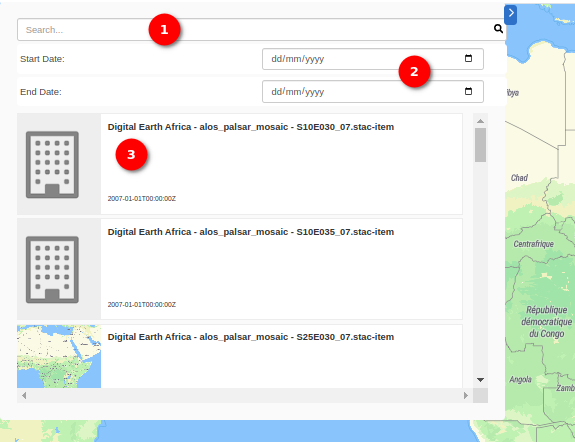 Search...
1
Start Date:
dd/mm/yyyy
2
End Date:
dd/mm/yyyy
Digital Earth Africa - alos_palsar_mosaic - S10E030_07.stac-item
3
2007-01-01T00:00:00Z
Digital Earth Africa - alos_palsar_mosaic - S10E035_07.stac-item
2007-01-01T00:00:00Z
Digital Earth Africa - alos_palsar_mosaic - S25E030_07.stac-item
Chad
Centrafrique
République
démocratique
du Congo
Angola
Zamb